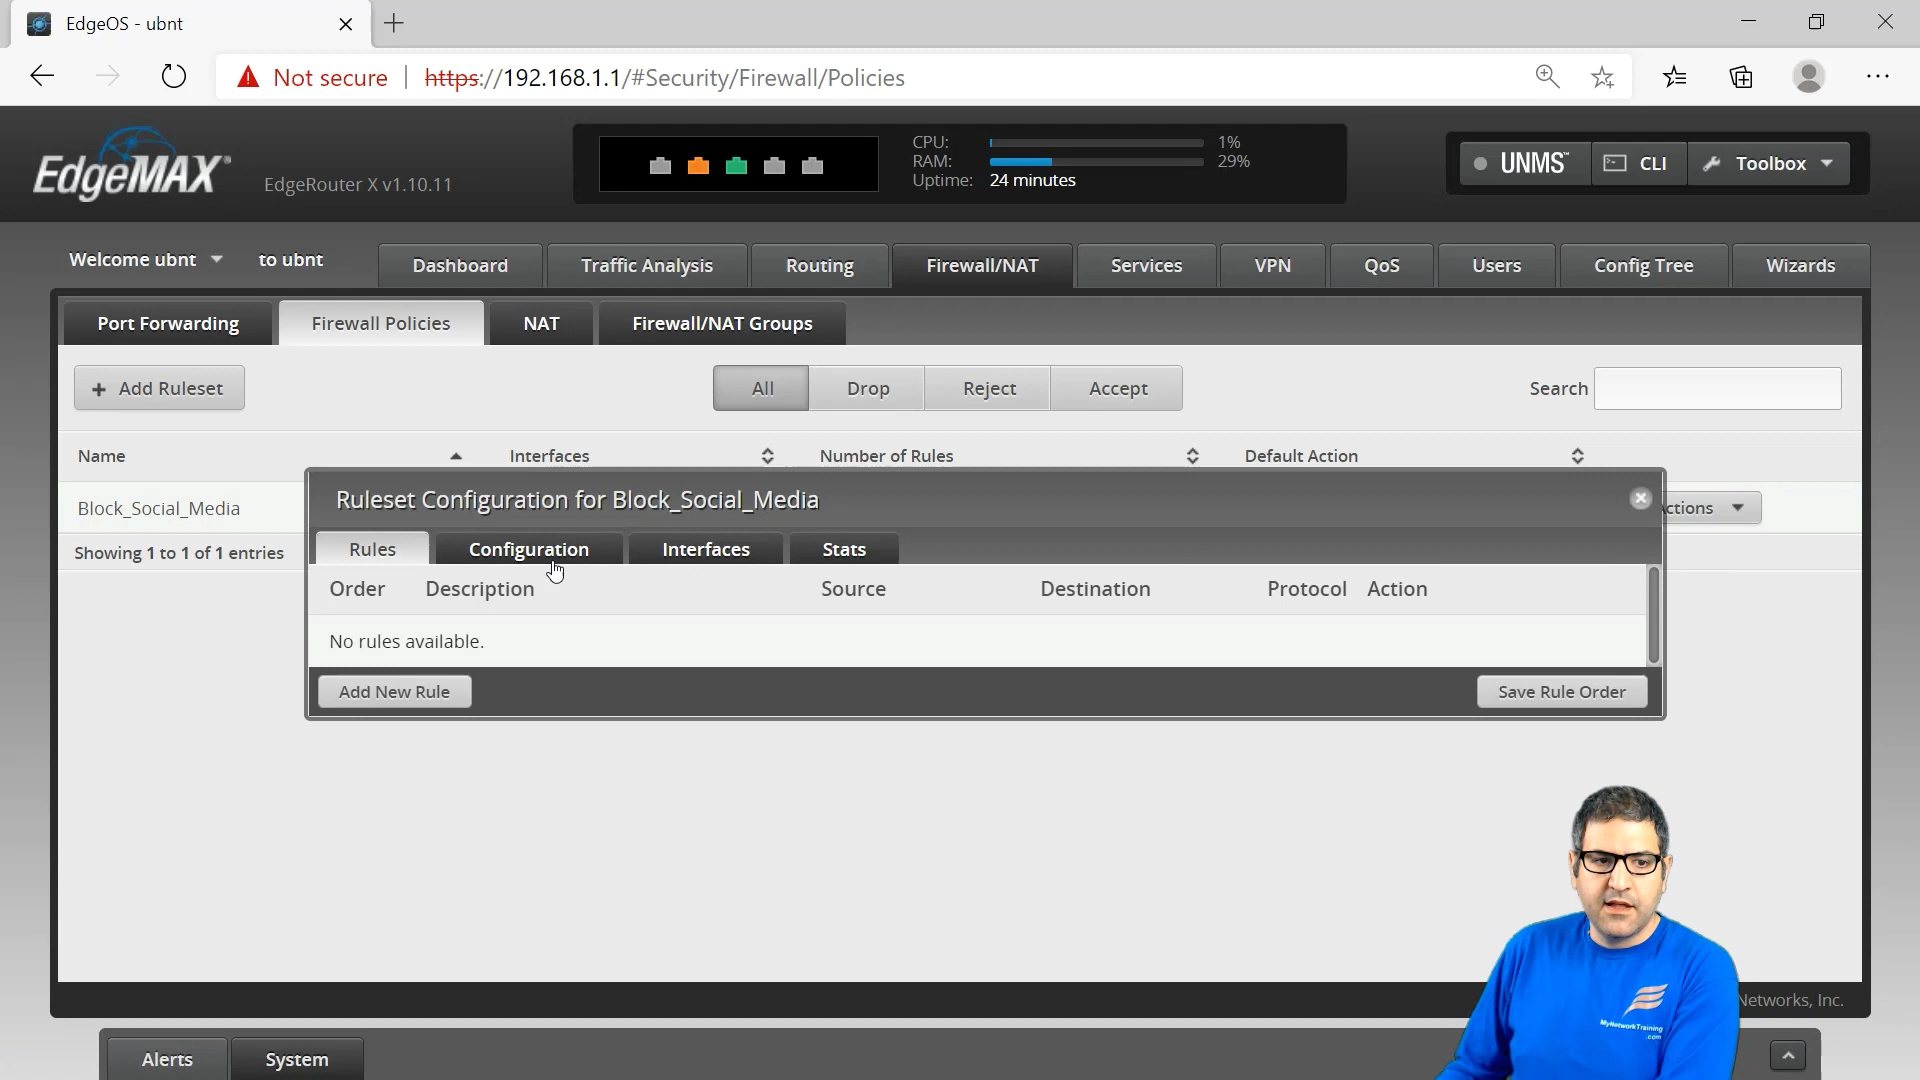 EdgeOS - ubnt
Not secure
https://192.168.1.1/#Security/Firewall/Policies
EdgeMAX®
EdgeRouter X v1.10.11
CPU: 1%
RAM: 29%
Uptime: 24 minutes
UNMS™ CLI Toolbox
Welcome ubnt to ubnt
Dashboard Traffic Analysis Routing Firewall/NAT Services VPN QoS Users Config Tree Wizards
Port Forwarding Firewall Policies NAT Firewall/NAT Groups
+ Add Ruleset All Drop Reject Accept Search
Name Interfaces Number of Rules Default Action
Block_Social_Media
Showing 1 to 1 of 1 entries
Ruleset Configuration for Block_Social_Media
Rules Configuration Interfaces Stats
Order Description Source Destination Protocol Action
No rules available.
Add New Rule Save Rule Order
MyNetworkTraining
.com
Networks, Inc.
Alerts System